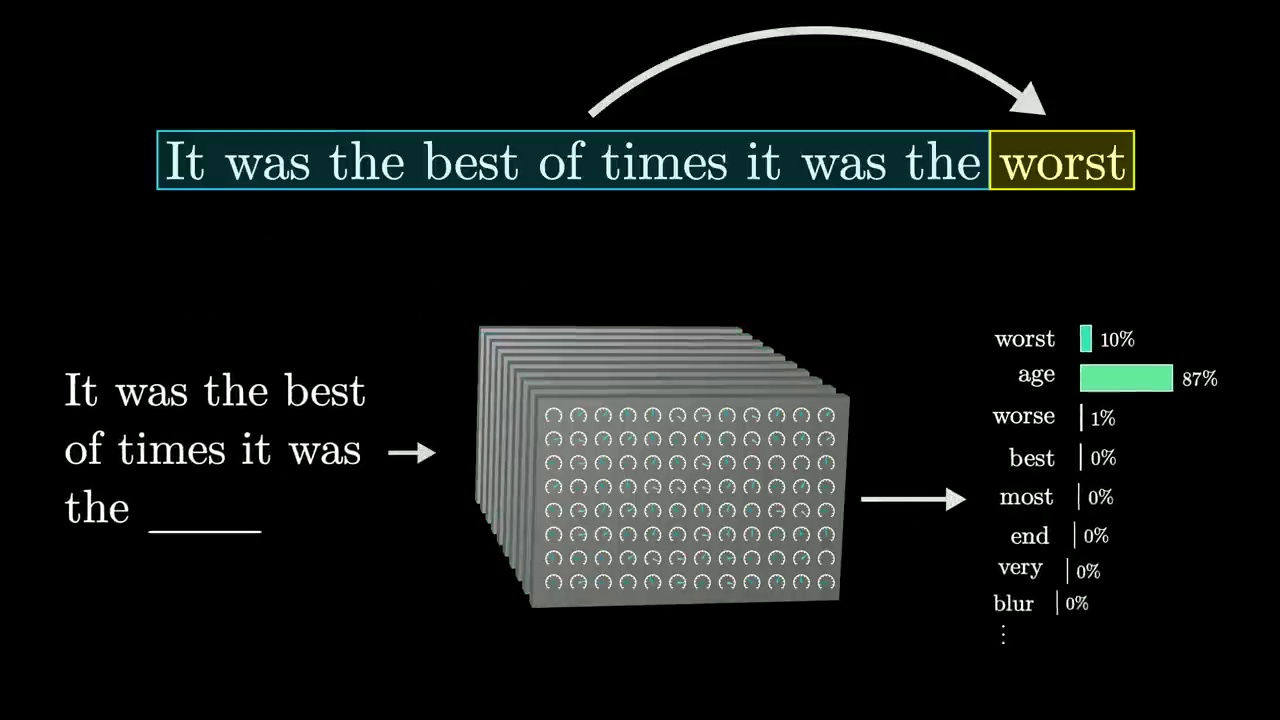 It was the best of times it was the worst
It was the best
of times it was
the _____
worst 10%
age 87%
worse 1%
best 0%
most 0%
end 0%
very 0%
blur 0%
⋮